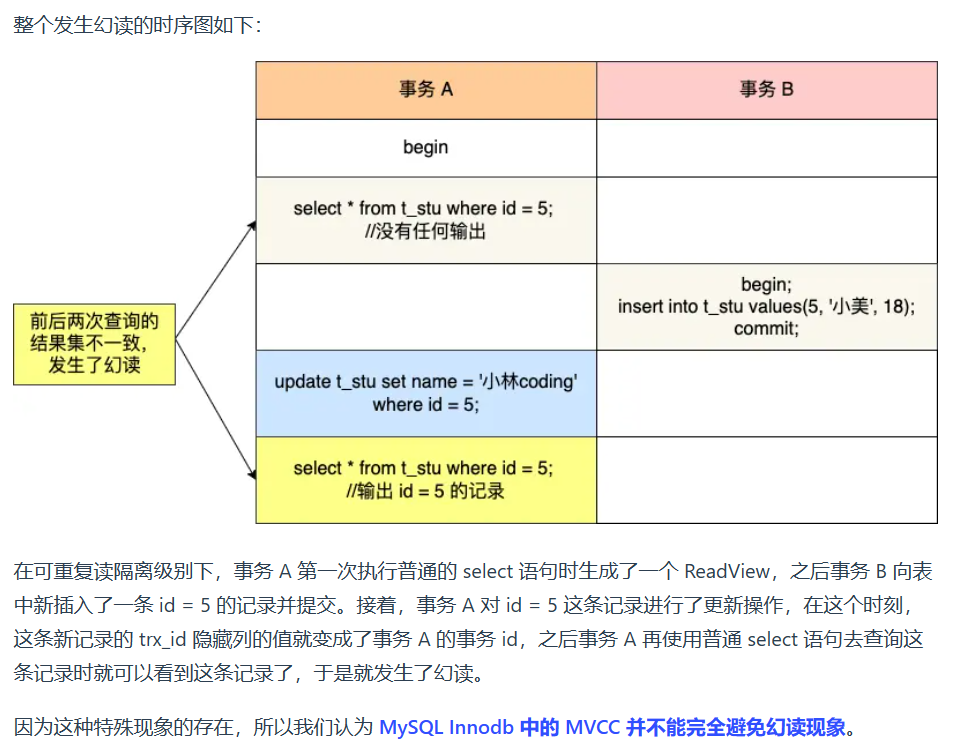 整个发生幻读的时序图如下：
事务 A
事务 B
begin
select * from t_stu where id = 5;
//没有任何输出
begin;
insert into t_stu values(5, '小美', 18);
commit;
前后两次查询的
结果集不一致，
发生了幻读
update t_stu set name = '小林coding'
where id = 5;
select * from t_stu where id = 5;
//输出 id = 5 的记录
在可重复读隔离级别下，事务 A 第一次执行普通的 select 语句时生成了一个 ReadView，之后事务 B 向表
中新插入了一条 id = 5 的记录并提交。接着，事务 A 对 id = 5 这条记录进行了更新操作，在这个时刻，
这条新记录的 trx_id 隐藏列的值就变成了事务 A 的事务 id，之后事务 A 再使用普通 select 语句去查询这
条记录时就可以看到这条记录了，于是就发生了幻读。
因为这种特殊现象的存在，所以我们认为 MySQL Innodb 中的 MVCC 并不能完全避免幻读现象。